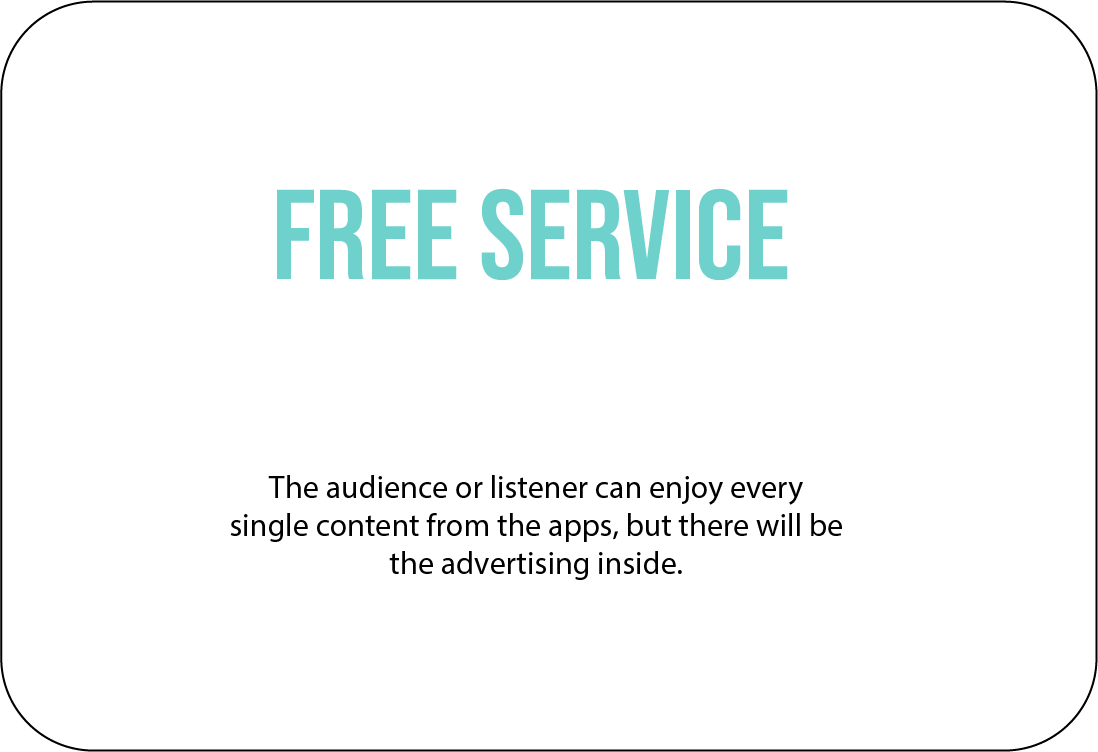 FREE SERVICE
The audience or listener can enjoy every
single content from the apps, but there will be
the advertising inside.